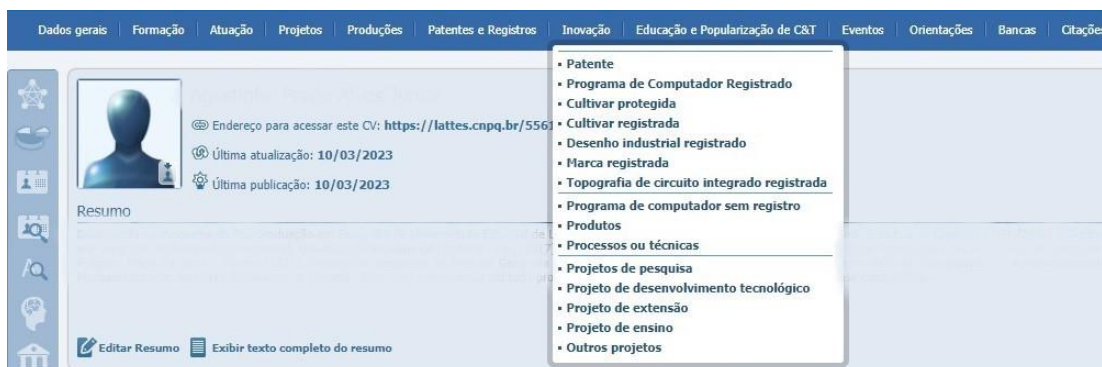 Dados gerais Formação Atuação Projetos Produções Patentes e Registros Inovação Educação e Popularização de C&T Eventos Orientações Bancas Citaçõe
Endereço para acessar este CV: https://lattes.cnpq.br/5561
Última atualização: 10/03/2023
Última publicação: 10/03/2023
Resumo
Editar Resumo Exibir texto completo do resumo
▪ Patente
▪ Programa de Computador Registrado
▪ Cultivar protegida
▪ Cultivar registrada
▪ Desenho industrial registrado
▪ Marca registrada
▪ Topografia de circuito integrado registrada
▪ Programa de computador sem registro
▪ Produtos
▪ Processos ou técnicas
▪ Projetos de pesquisa
▪ Projeto de desenvolvimento tecnológico
▪ Projeto de extensão
▪ Projeto de ensino
▪ Outros projetos